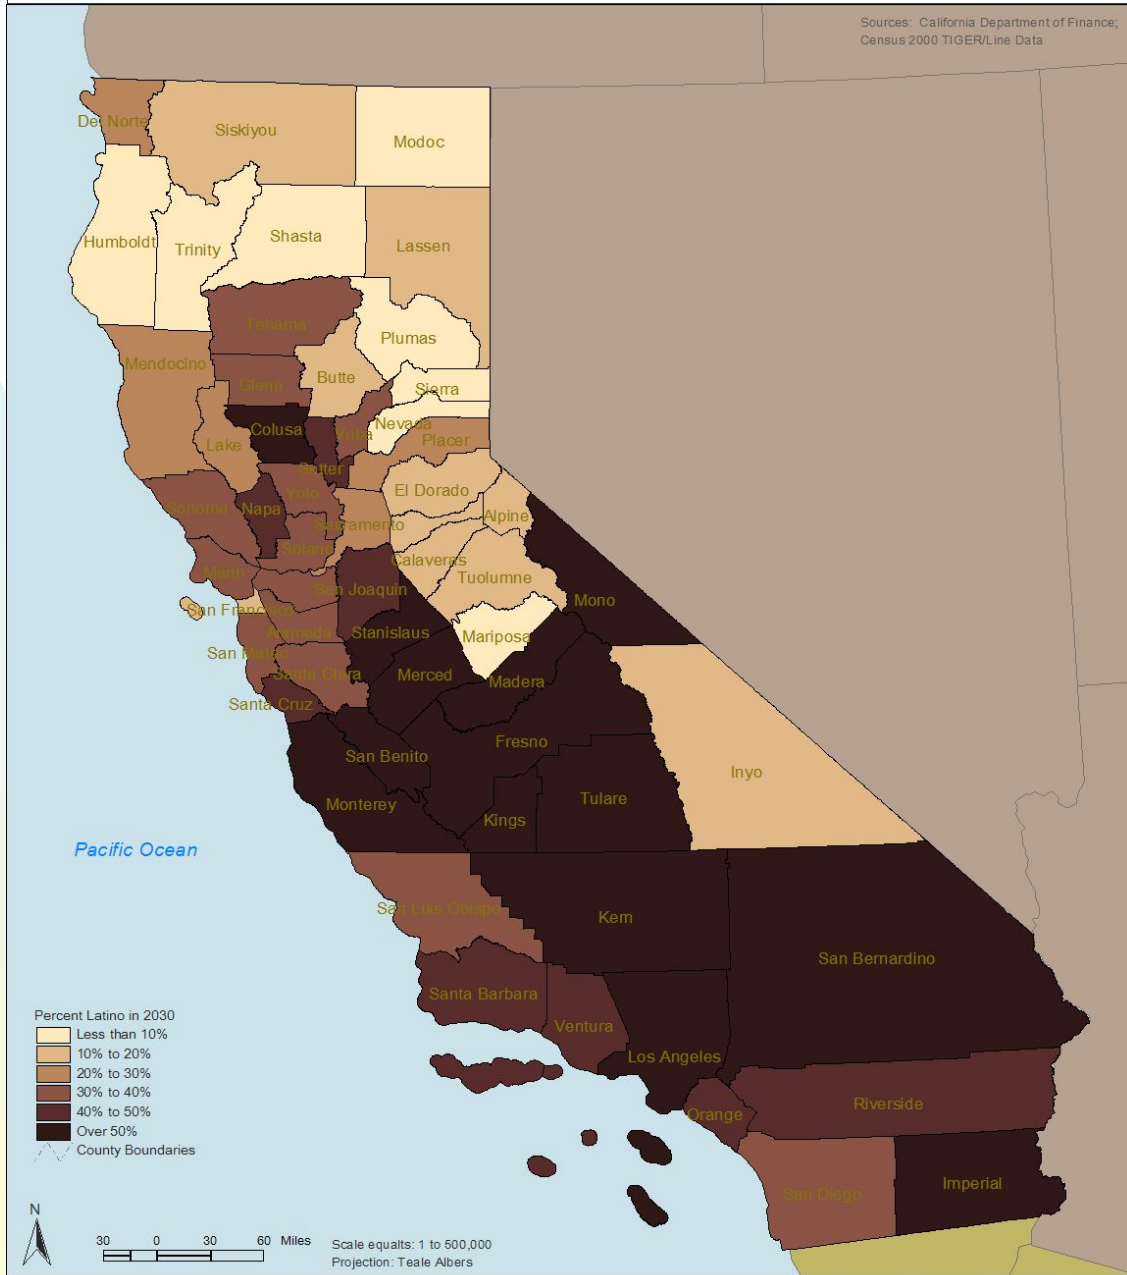 Sources: California Department of Finance;
Census 2000 TIGER/Line Data
Del Norte
Siskiyou
Modoc
Humboldt
Trinity
Shasta
Lassen
Tehama
Plumas
Mendocino
Glenn
Butte
Sierra
Colusa
Lake
Yuba
Nevada
Placer
Sutter
Sonoma
Napa
Yolo
El Dorado
Sacramento
Alpine
Solano
Calaveras
Marin
Tuolumne
San Joaquin
Mono
San Francisco
Alameda
Stanislaus
Mariposa
San Mateo
Santa Clara
Merced
Madera
Santa Cruz
San Benito
Fresno
Inyo
Monterey
Kings
Tulare
Pacific Ocean
San Luis Obispo
Kern
San Bernardino
Santa Barbara
Ventura
Los Angeles
Orange
Riverside
San Diego
Imperial
Percent Latino in 2030
Less than 10%
10% to 20%
20% to 30%
30% to 40%
40% to 50%
Over 50%
County Boundaries
N
30 0 30 60 Miles
Scale equalts: 1 to 500,000
Projection: Teale Albers